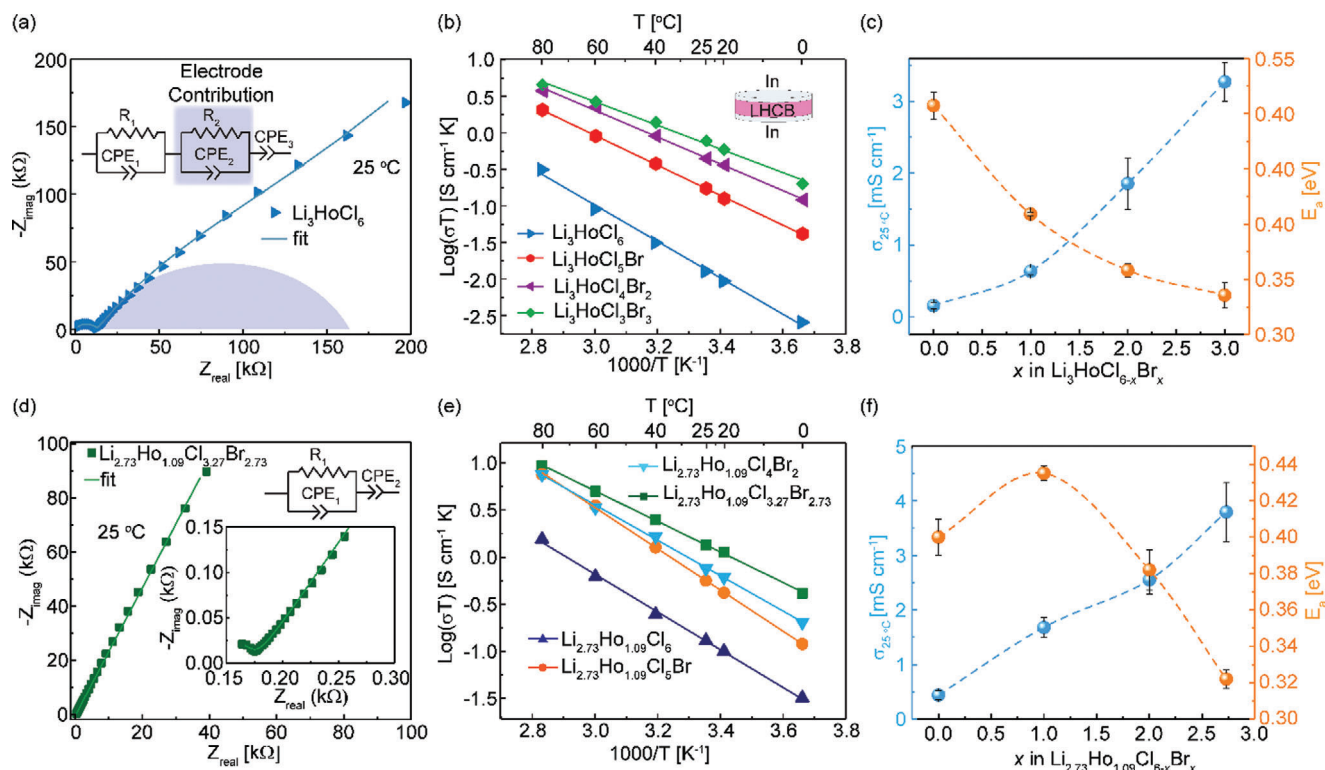 (a)
200
150
100
50
0
-Z_imag (kΩ)
Electrode
Contribution
R_1
CPE_1
R_2
CPE_2
CPE_3
25 °C
Li_3HoCl_6
fit
0 50 100 150 200
Z_real [kΩ]
(b)
T [°C]
80 60 40 25 20 0
1.0
0.5
0.0
-0.5
-1.0
-1.5
-2.0
-2.5
Log(σT) [S cm^-1 K]
In
LHCB
In
Li_3HoCl_6
Li_3HoCl_5Br
Li_3HoCl_4Br_2
Li_3HoCl_3Br_3
2.8 3.0 3.2 3.4 3.6 3.8
1000/T [K^-1]
(c)
3
2
1
0
σ_25 °C [mS cm^-1]
0.55
0.40
0.40
0.35
0.30
E_a [eV]
0.0 0.5 1.0 1.5 2.0 2.5 3.0
x in Li_3HoCl_6-xBr_x
(d)
100
80
60
40
20
0
-Z_imag (kΩ)
Li_2.73Ho_1.09Cl_3.27Br_2.73
fit
25 °C
R_1
CPE_1
CPE_2
0.15
0.10
0.05
0.00
-Z_imag (kΩ)
0.20 0.25 0.30
Z_real (kΩ)
0 20 40 60 80 100
Z_real [kΩ]
(e)
T [°C]
80 60 40 25 20 0
1.0
0.5
0.0
-0.5
-1.0
-1.5
Log(σT) [S cm^-1 K]
Li_2.73Ho_1.09Cl_4Br_2
Li_2.73Ho_1.09Cl_3.27Br_2.73
Li_2.73Ho_1.09Cl_6
Li_2.73Ho_1.09Cl_5Br
2.8 3.0 3.2 3.4 3.6 3.8
1000/T [K^-1]
(f)
5
4
3
2
1
0
σ_25 °C [mS cm^-1]
0.44
0.42
0.40
0.38
0.36
0.34
0.32
0.30
E_a [eV]
0.0 0.5 1.0 1.5 2.0 2.5 3.0
x in Li_2.73Ho_1.09Cl_6-xBr_x